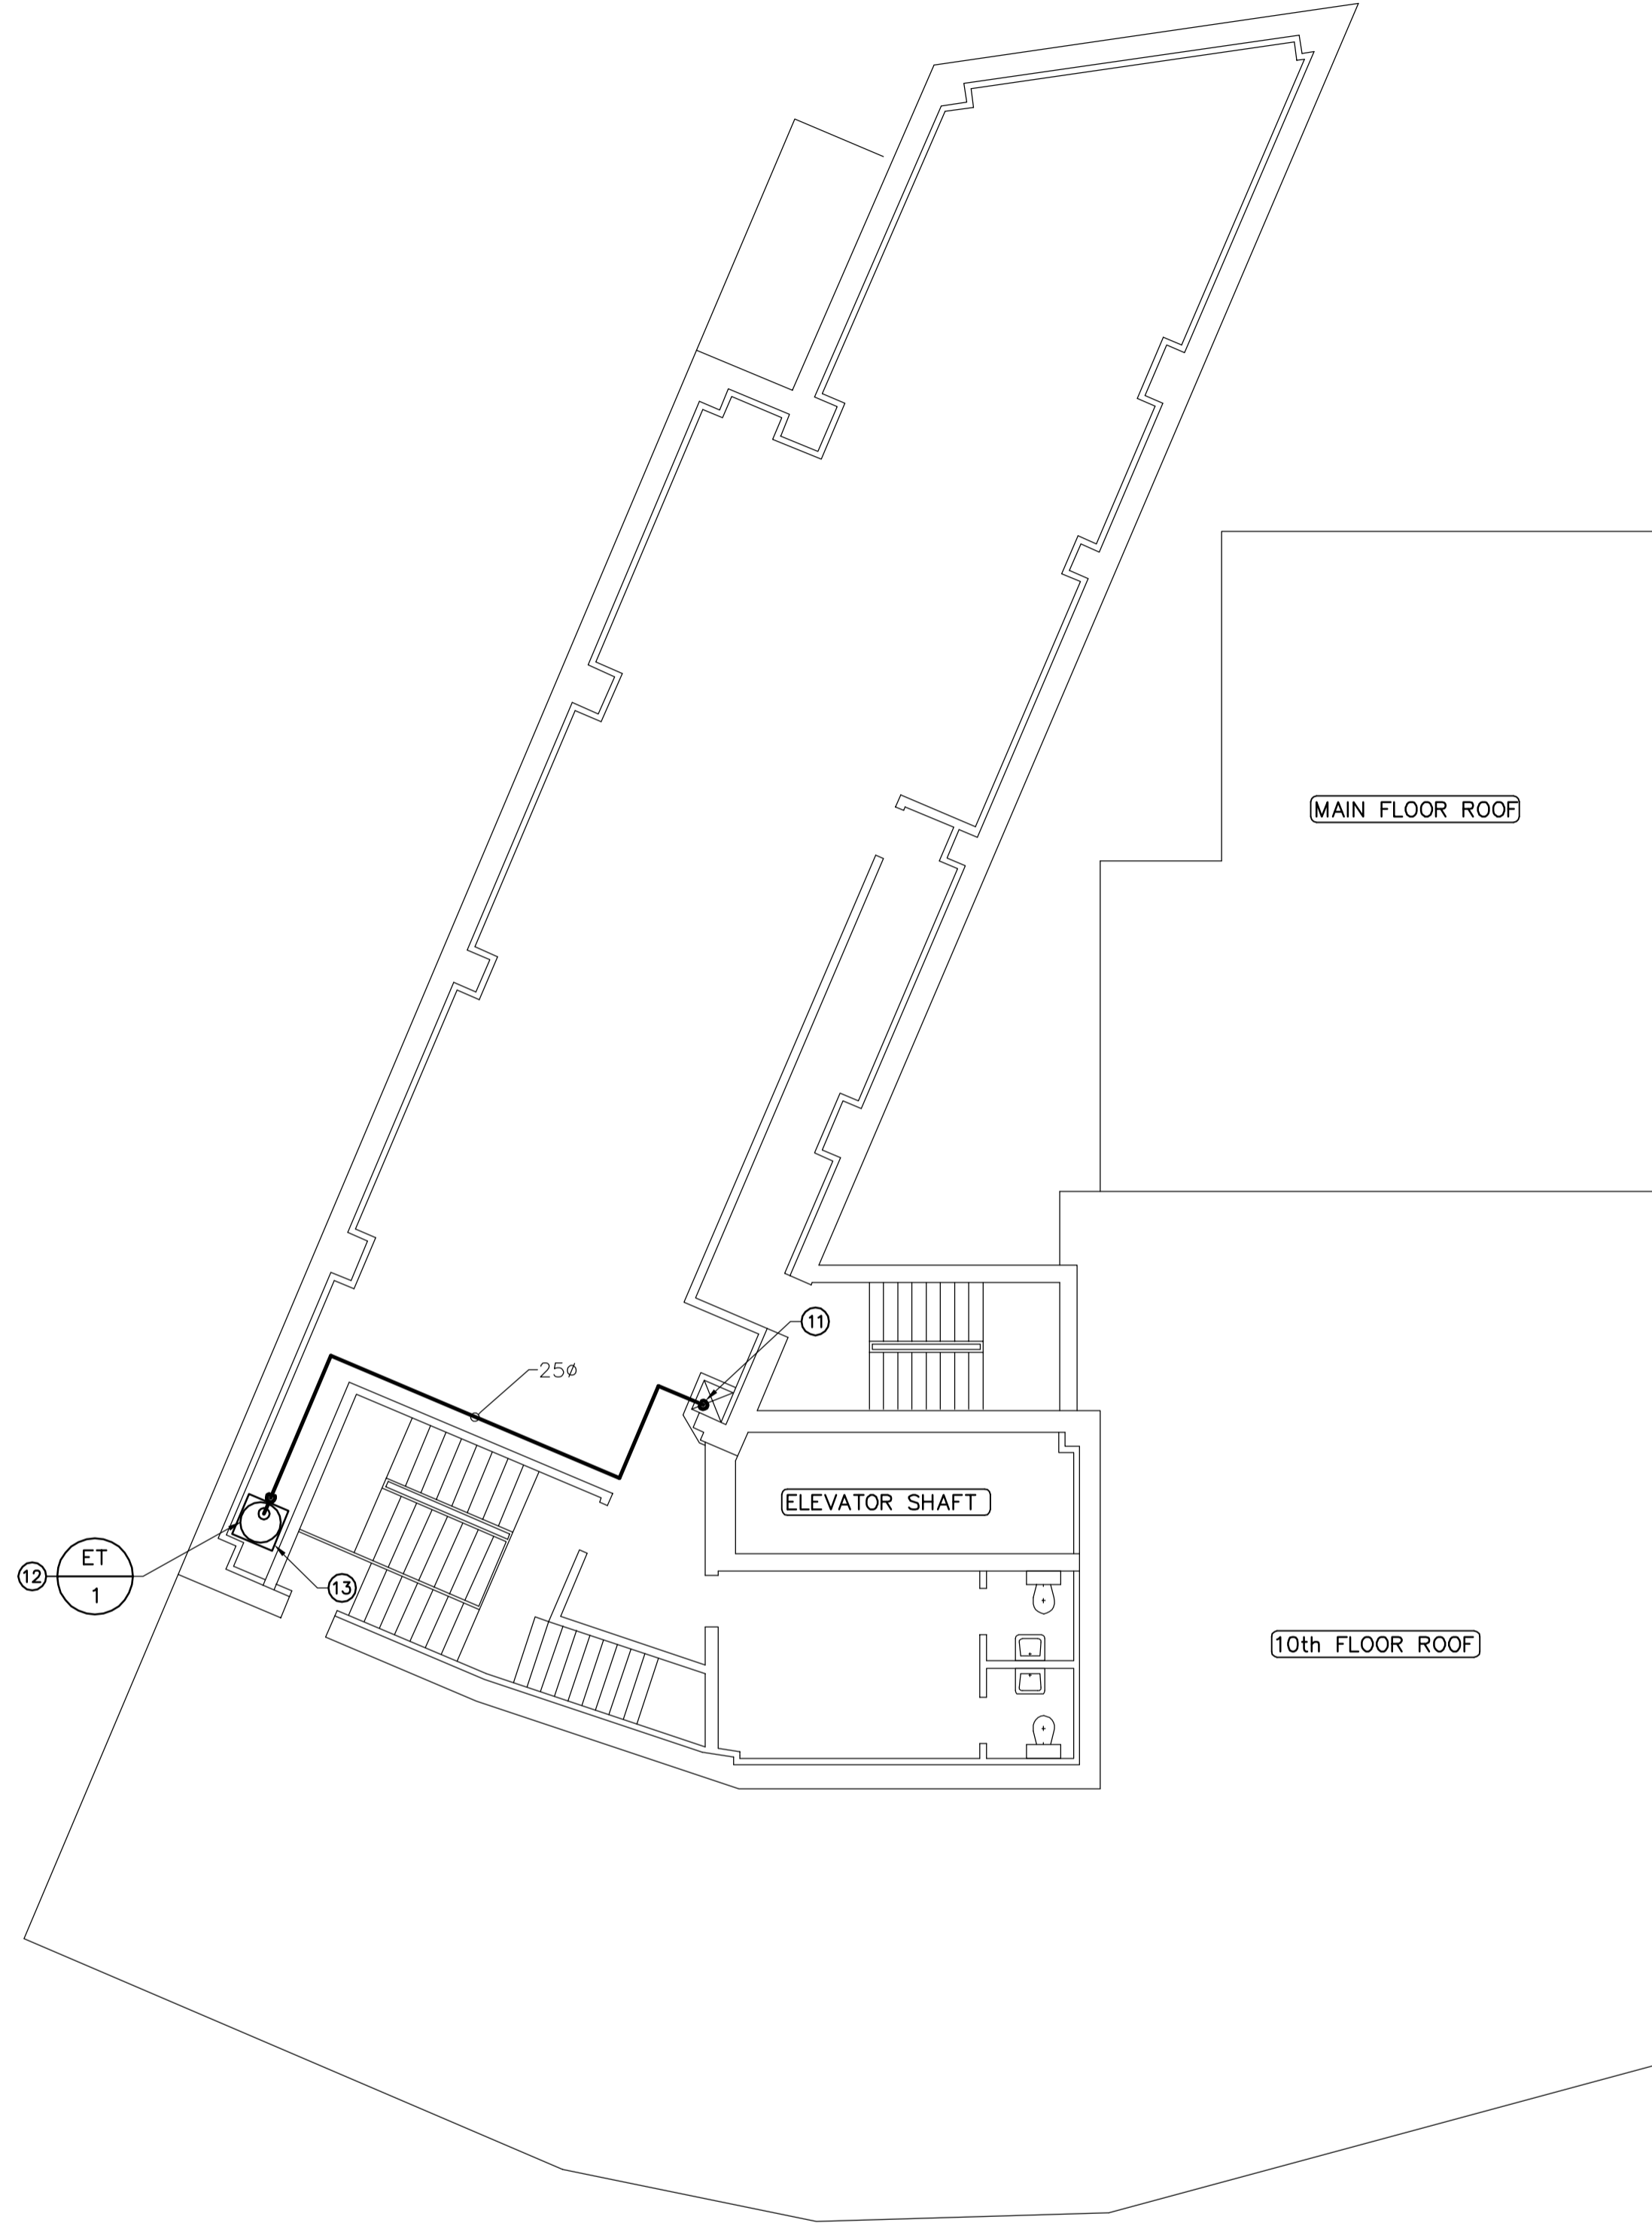 MAIN FLOOR ROOF
11
25ø
ELEVATOR SHAFT
12
ET
1
13
10th FLOOR ROOF